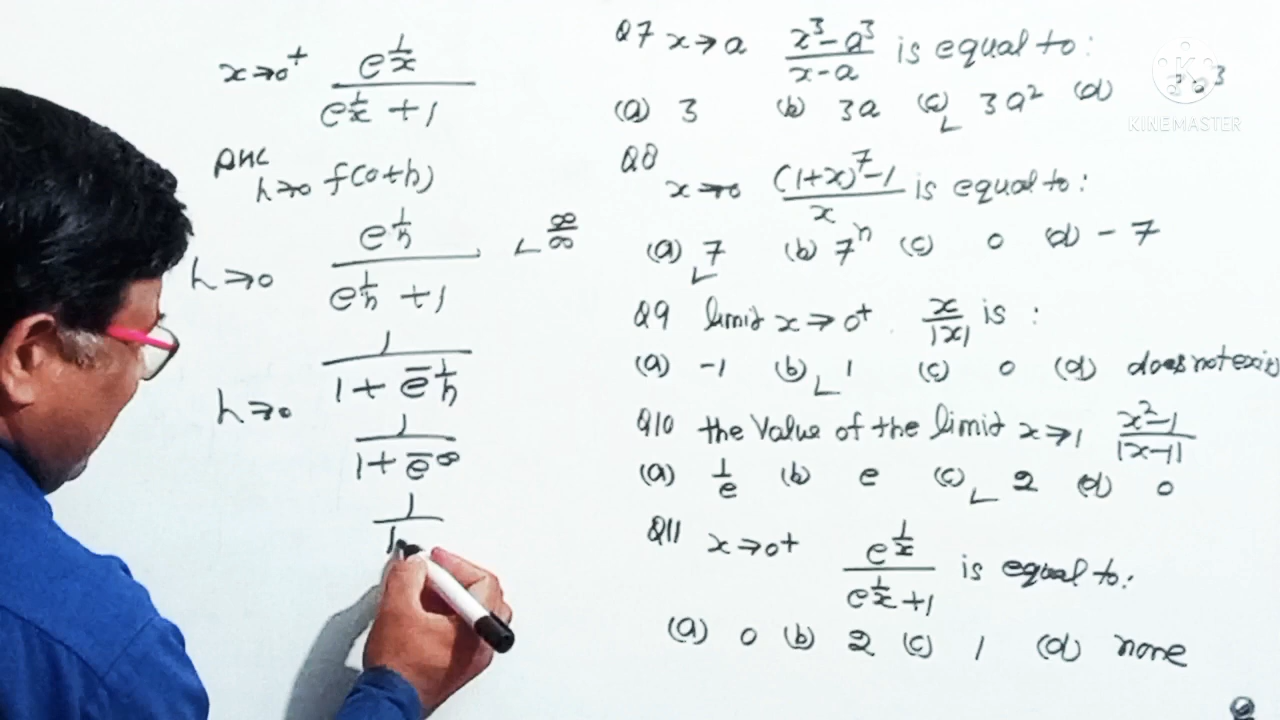 x→0⁺ e^(1/x) / (e^(1/x) + 1)
RHL
h→0 f(0+h)
h→0 e^(1/h) / (e^(1/h) + 1) ∞/∞
h→0 1 / (1 + e^(-1/h))
1 / (1 + e^(-∞))
1 / 1
Q7 x→a (x³-a³)/(x-a) is equal to:
(a) 3 (b) 3a (c) 3a² (d)
Q8 x→0 ((1+x)⁷-1)/x is equal to:
(a) 7 (b) 7ⁿ (c) 0 (d) -7
Q9 limit x→0⁺ x/|x| is:
(a) -1 (b) 1 (c) 0 (d) does not exis
Q10 the Value of the limit x→1 (x²-1)/|x-1|
(a) 1/e (b) e (c) 2 (d) 0
Q11 x→0⁺ e^(1/x) / (e^(1/x)+1) is equal to:
(a) 0 (b) 2 (c) 1 (d) none
K
KINEMASTER